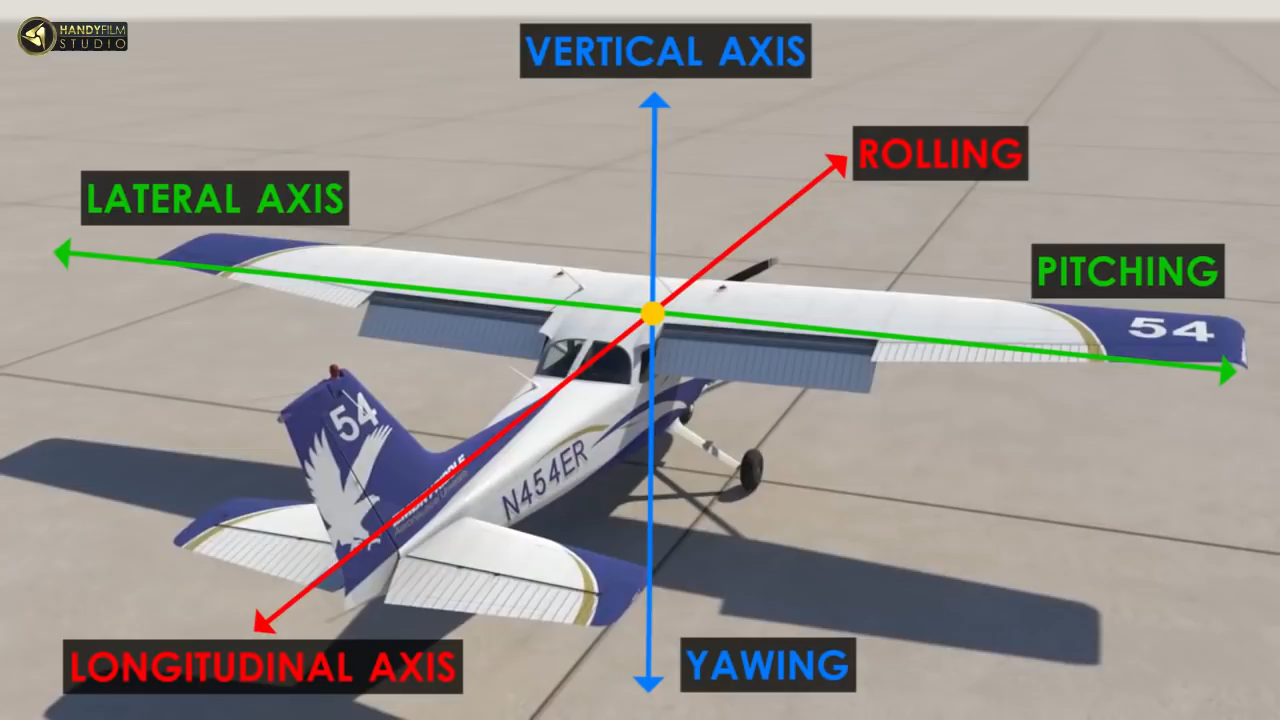 HANDYFILM
STUDIO
VERTICAL AXIS
ROLLING
LATERAL AXIS
PITCHING
54
54
N454ER
LONGITUDINAL AXIS
YAWING